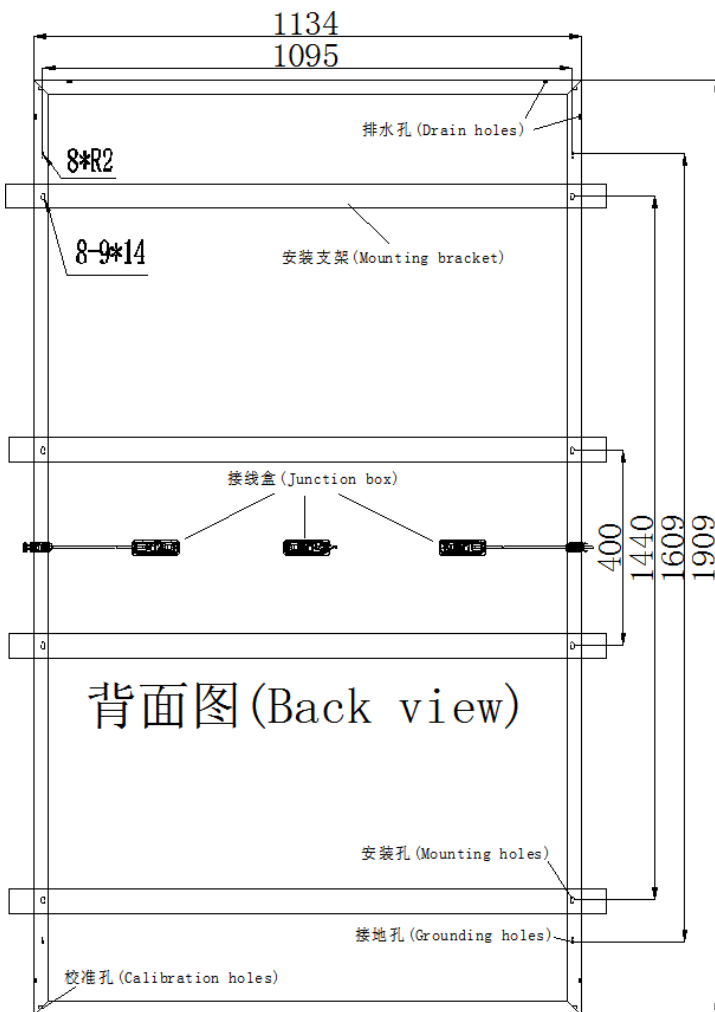 1134
1095
排水孔(Drain holes)
8*R2
8-9*14
安装支架(Mounting bracket)
接线盒(Junction box)
400
1440
1609
1909
背面图(Back view)
安装孔(Mounting holes)
接地孔(Grounding holes)
校准孔(Calibration holes)